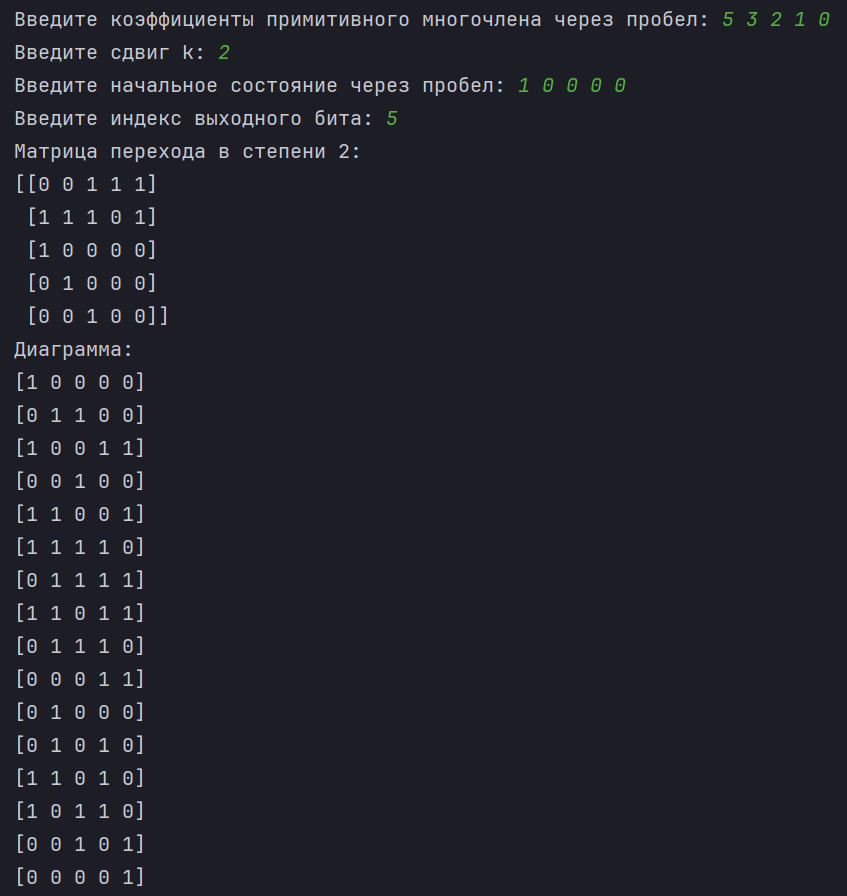 Введите коэффициенты примитивного многочлена через пробел: 5 3 2 1 0
Введите сдвиг k: 2
Введите начальное состояние через пробел: 1 0 0 0 0
Введите индекс выходного бита: 5
Матрица перехода в степени 2:
[[0 0 1 1 1]
 [1 1 1 0 1]
 [1 0 0 0 0]
 [0 1 0 0 0]
 [0 0 1 0 0]]
Диаграмма:
[1 0 0 0 0]
[0 1 1 0 0]
[1 0 0 1 1]
[0 0 1 0 0]
[1 1 0 0 1]
[1 1 1 1 0]
[0 1 1 1 1]
[1 1 0 1 1]
[0 1 1 1 0]
[0 0 0 1 1]
[0 1 0 0 0]
[0 1 0 1 0]
[1 1 0 1 0]
[1 0 1 1 0]
[0 0 1 0 1]
[0 0 0 0 1]